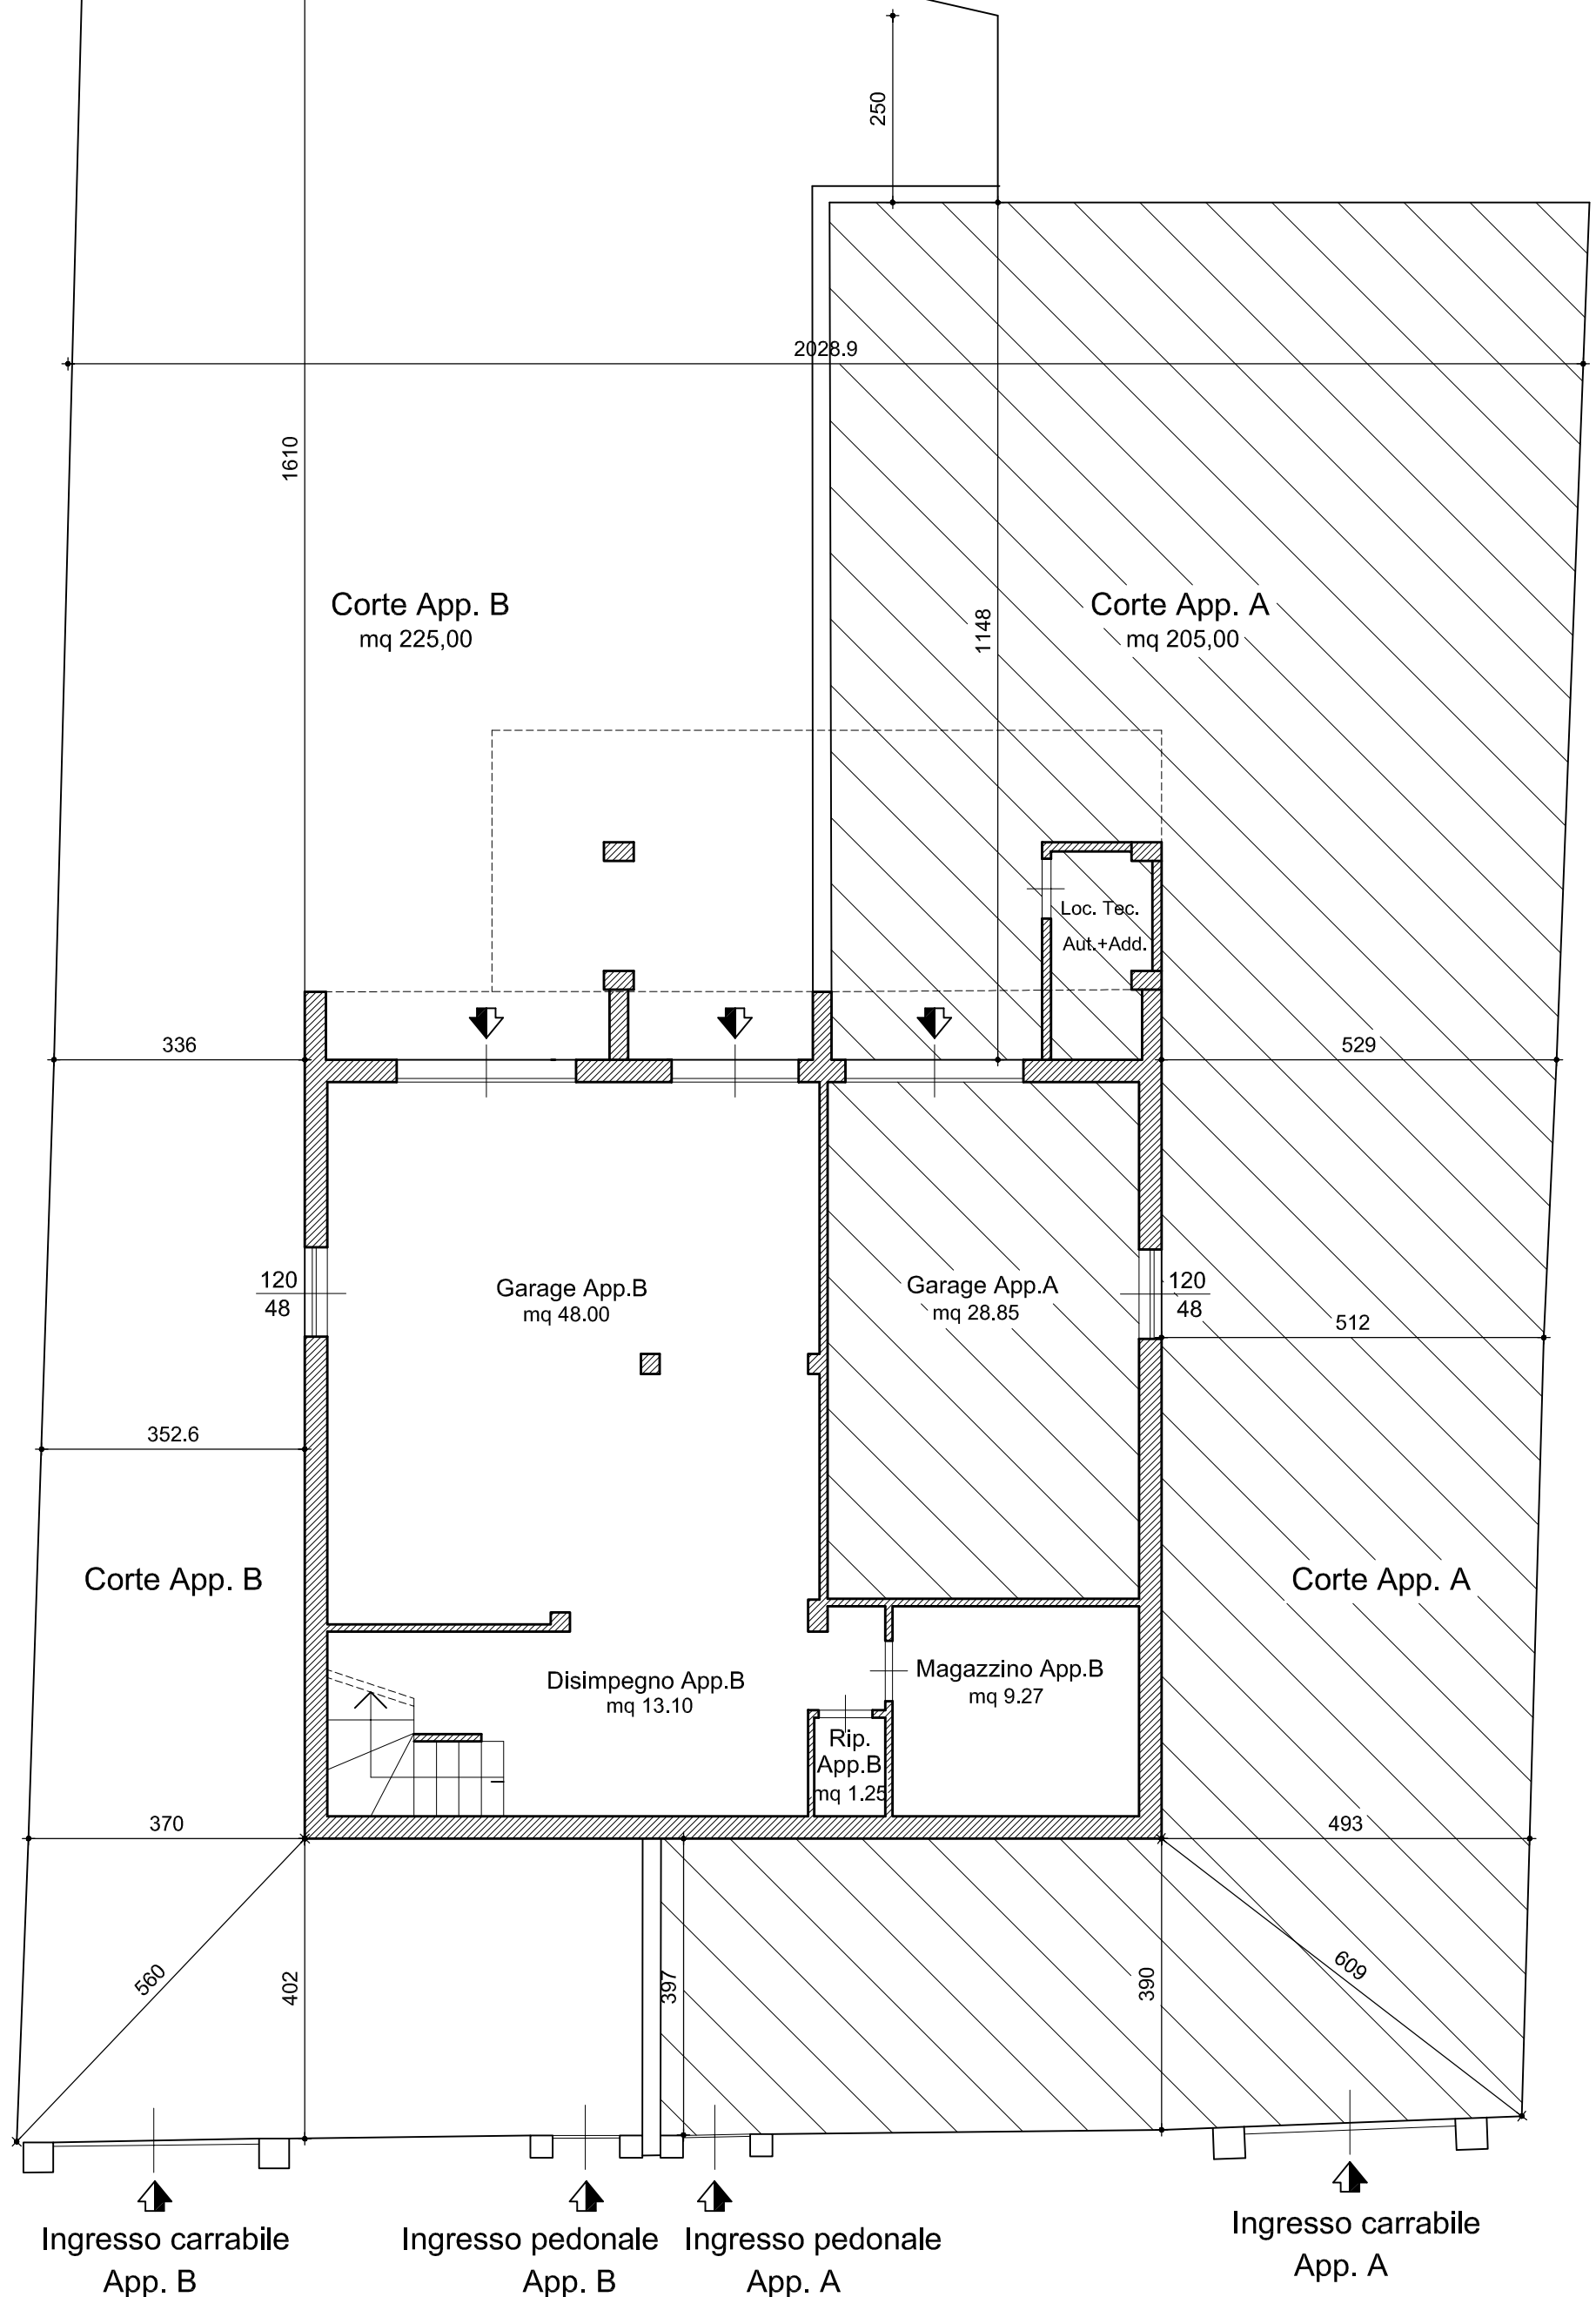 250
2028.9
1610
Corte App. B
mq 225,00
1148
Corte App. A
mq 205,00
Loc. Tec.
Aut.+Add.
336
529
120
48
Garage App.B
mq 48.00
Garage App.A
mq 28.85
120
48
512
352.6
Corte App. B
Corte App. A
Disimpegno App.B
mq 13.10
Magazzino App.B
mq 9.27
Rip.
App.B
mq 1.25
370
493
560
402
397
390
609
Ingresso carrabile
App. B
Ingresso pedonale
App. B
Ingresso pedonale
App. A
Ingresso carrabile
App. A